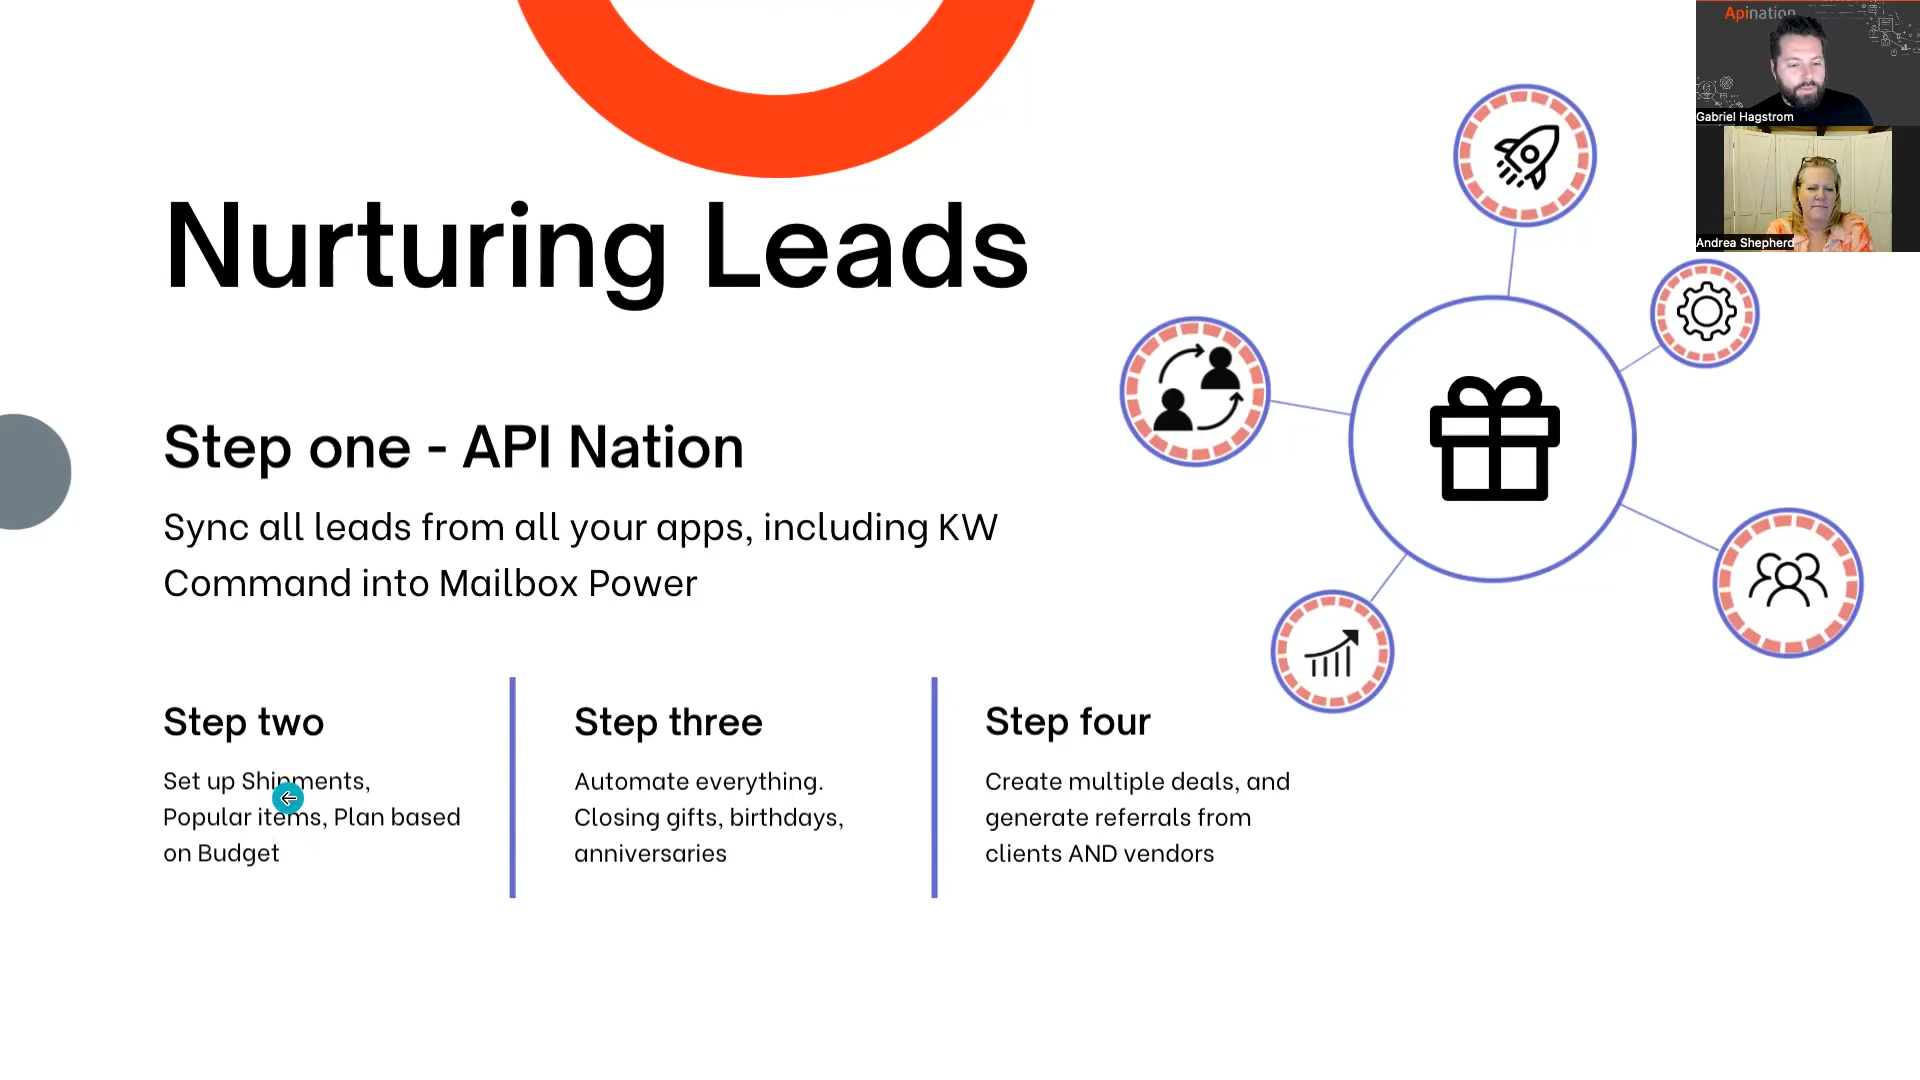 Apination
Gabriel Hagstrom
Andrea Shepherd
Nurturing Leads
Step one - API Nation
Sync all leads from all your apps, including KW
Command into Mailbox Power
Step two
Set up Shipments,
Popular items, Plan based
on Budget
Step three
Automate everything.
Closing gifts, birthdays,
anniversaries
Step four
Create multiple deals, and
generate referrals from
clients AND vendors